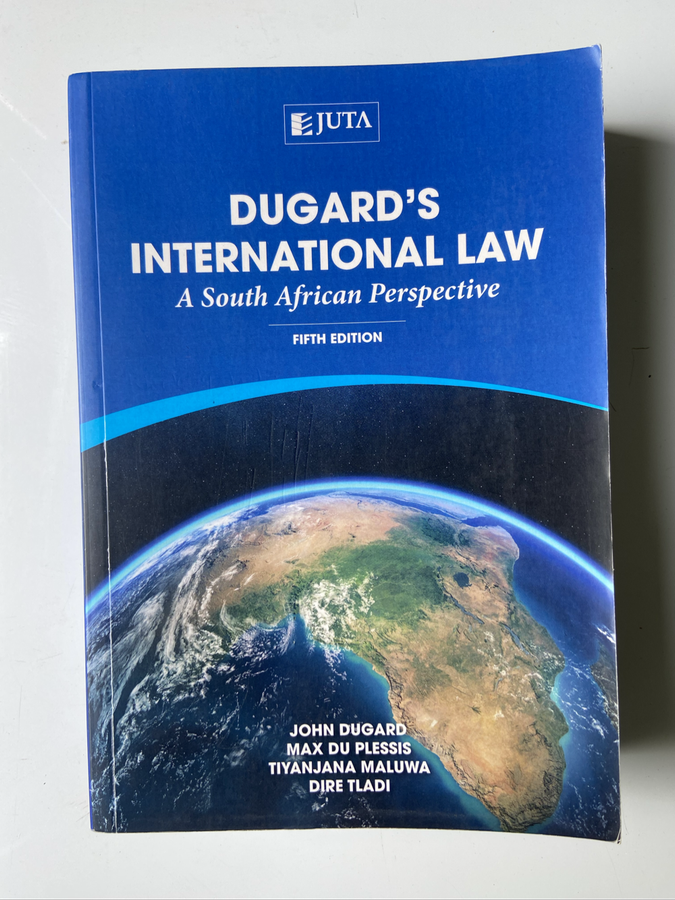 JUTA
DUGARD'S
INTERNATIONAL LAW
A South African Perspective
FIFTH EDITION
JOHN DUGARD
MAX DU PLESSIS
TIYANJANA MALUWA
DIRE TLADI